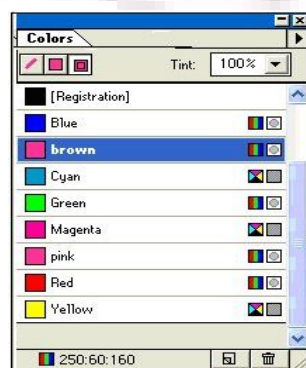 Colors
Tint: 100%
[Registration]
Blue
brown
Cyan
Green
Magenta
pink
Red
Yellow
250:60:160